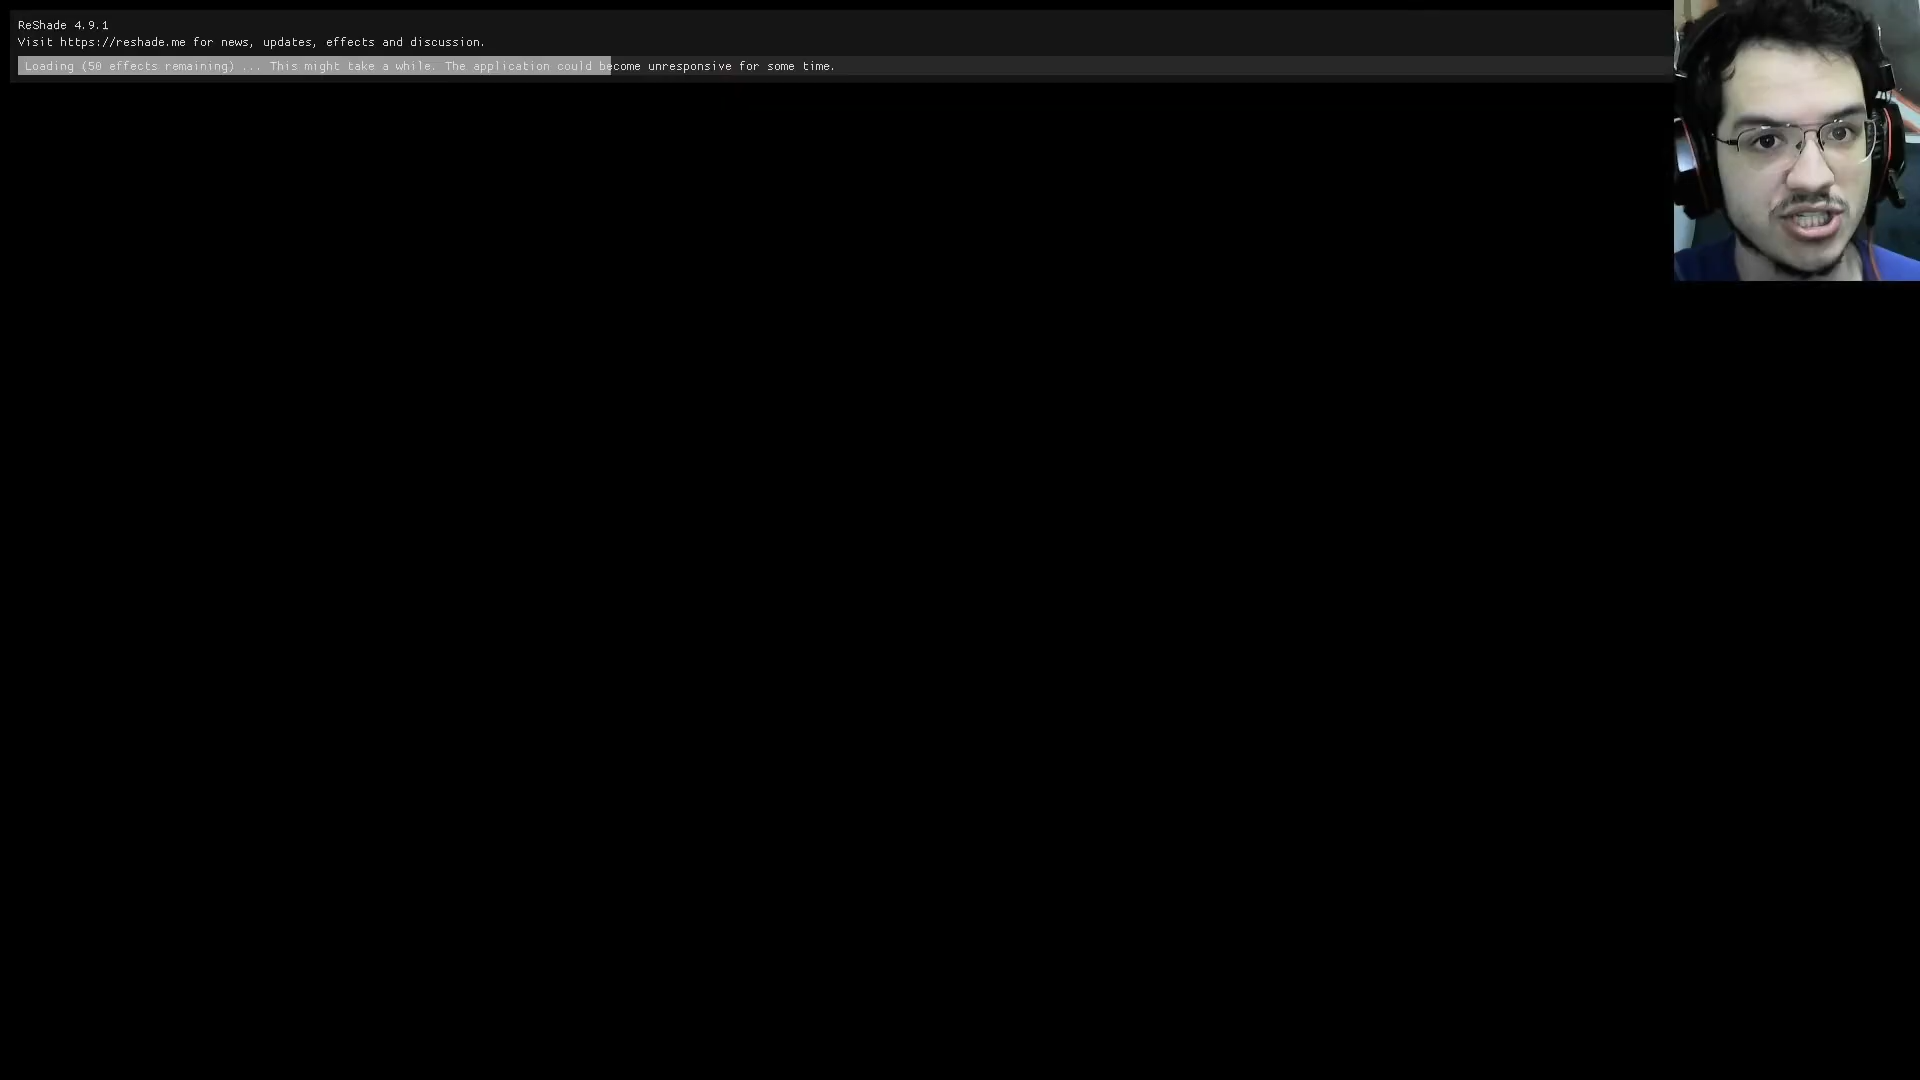 ReShade 4.9.1
Visit https://reshade.me for news, updates, effects and discussion.
Loading (50 effects remaining) ... This might take a while. The application could become unresponsive for some time.